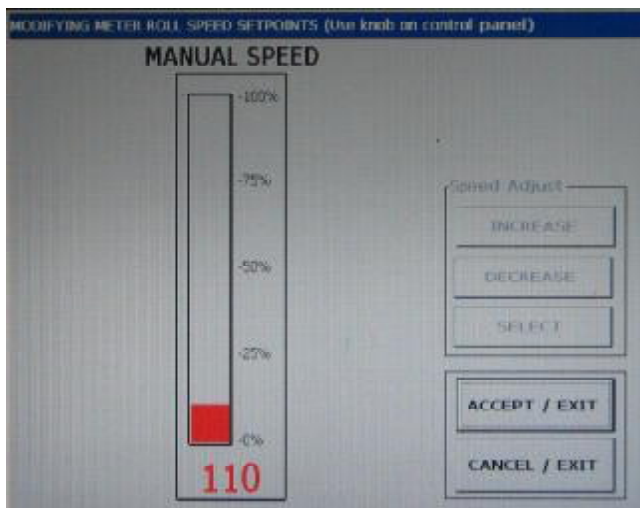 MODIFYING METER ROLL SPEED SETPOINTS (Use knob on control panel)
MANUAL SPEED
-100%
-75%
-50%
-25%
-0%
110
Speed Adjust
INCREASE
DECREASE
SELECT
ACCEPT / EXIT
CANCEL / EXIT